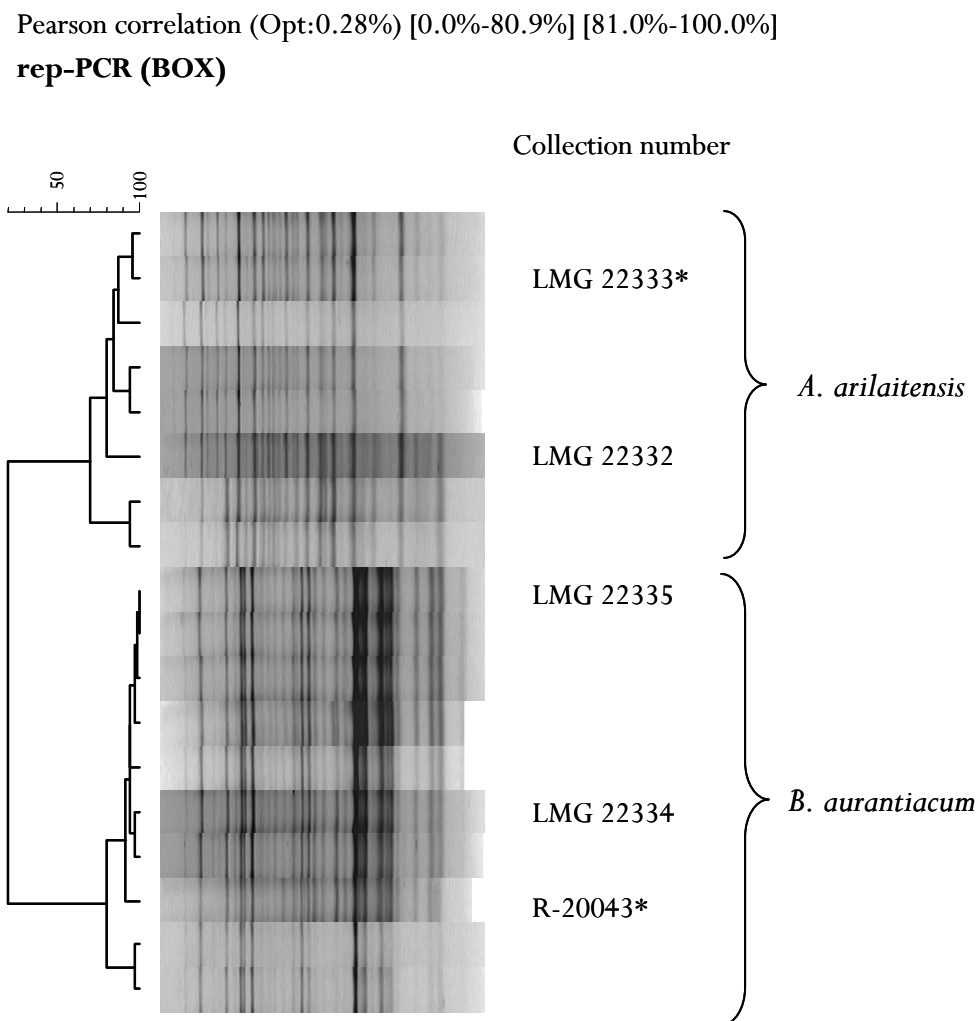 Pearson correlation (Opt:0.28%) [0.0%-80.9%] [81.0%-100.0%]
rep-PCR (BOX)
Collection number
50
100
LMG 22333*
A. arilaitensis
LMG 22332
LMG 22335
B. aurantiacum
LMG 22334
R-20043*